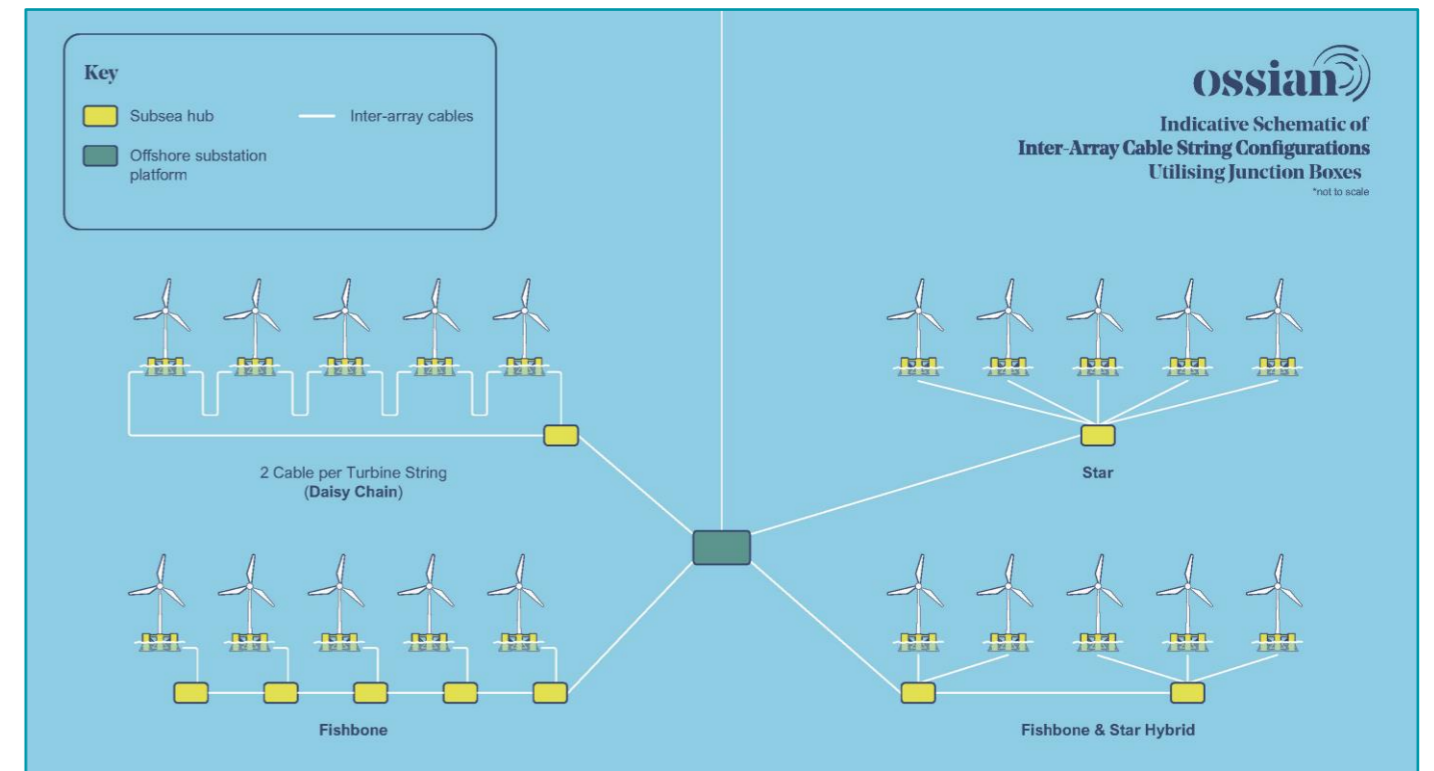 Key
Subsea hub
Inter-array cables
Offshore substation
platform
ossian
Indicative Schematic of
Inter-Array Cable String Configurations
Utilising Junction Boxes
*not to scale
2 Cable per Turbine String
(Daisy Chain)
Star
Fishbone
Fishbone & Star Hybrid